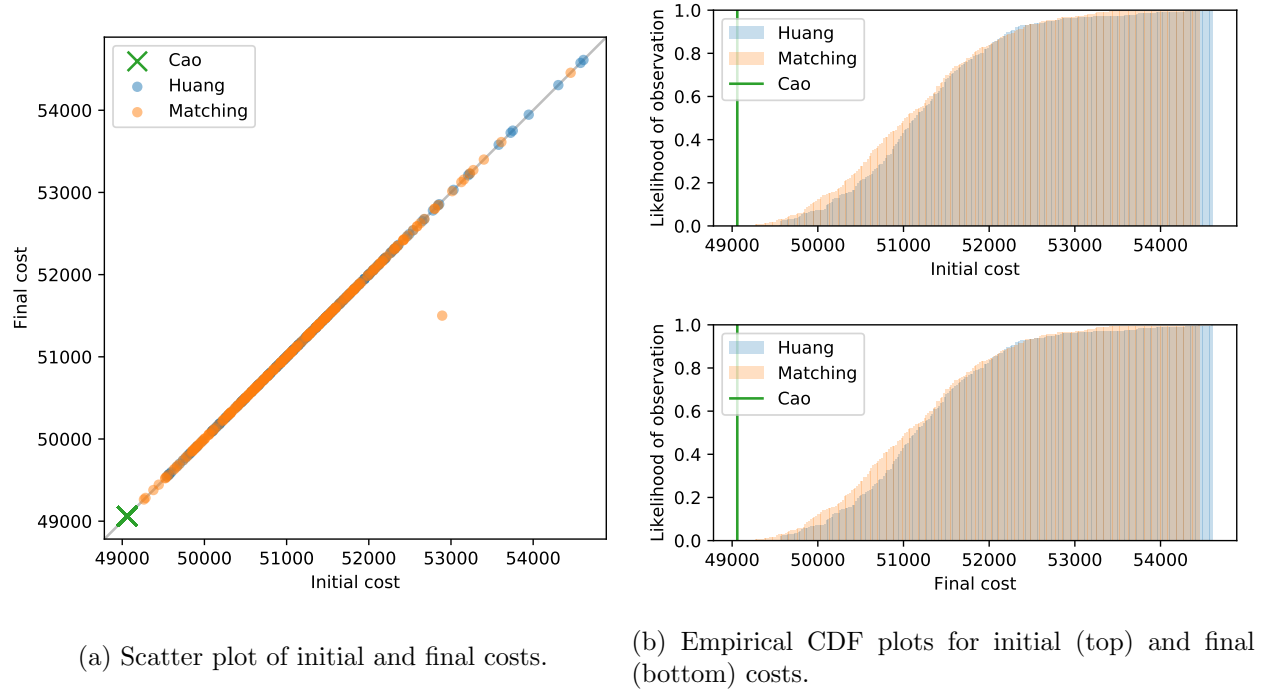 Cao
Huang
Matching
54000
53000
52000
51000
50000
49000
Final cost
49000 50000 51000 52000 53000 54000
Initial cost
(a) Scatter plot of initial and final costs.
1.0
0.8
0.6
0.4
0.2
0.0
Likelihood of observation
Huang
Matching
Cao
49000 50000 51000 52000 53000 54000
Initial cost
1.0
0.8
0.6
0.4
0.2
0.0
Likelihood of observation
Huang
Matching
Cao
49000 50000 51000 52000 53000 54000
Final cost
(b) Empirical CDF plots for initial (top) and final
(bottom) costs.